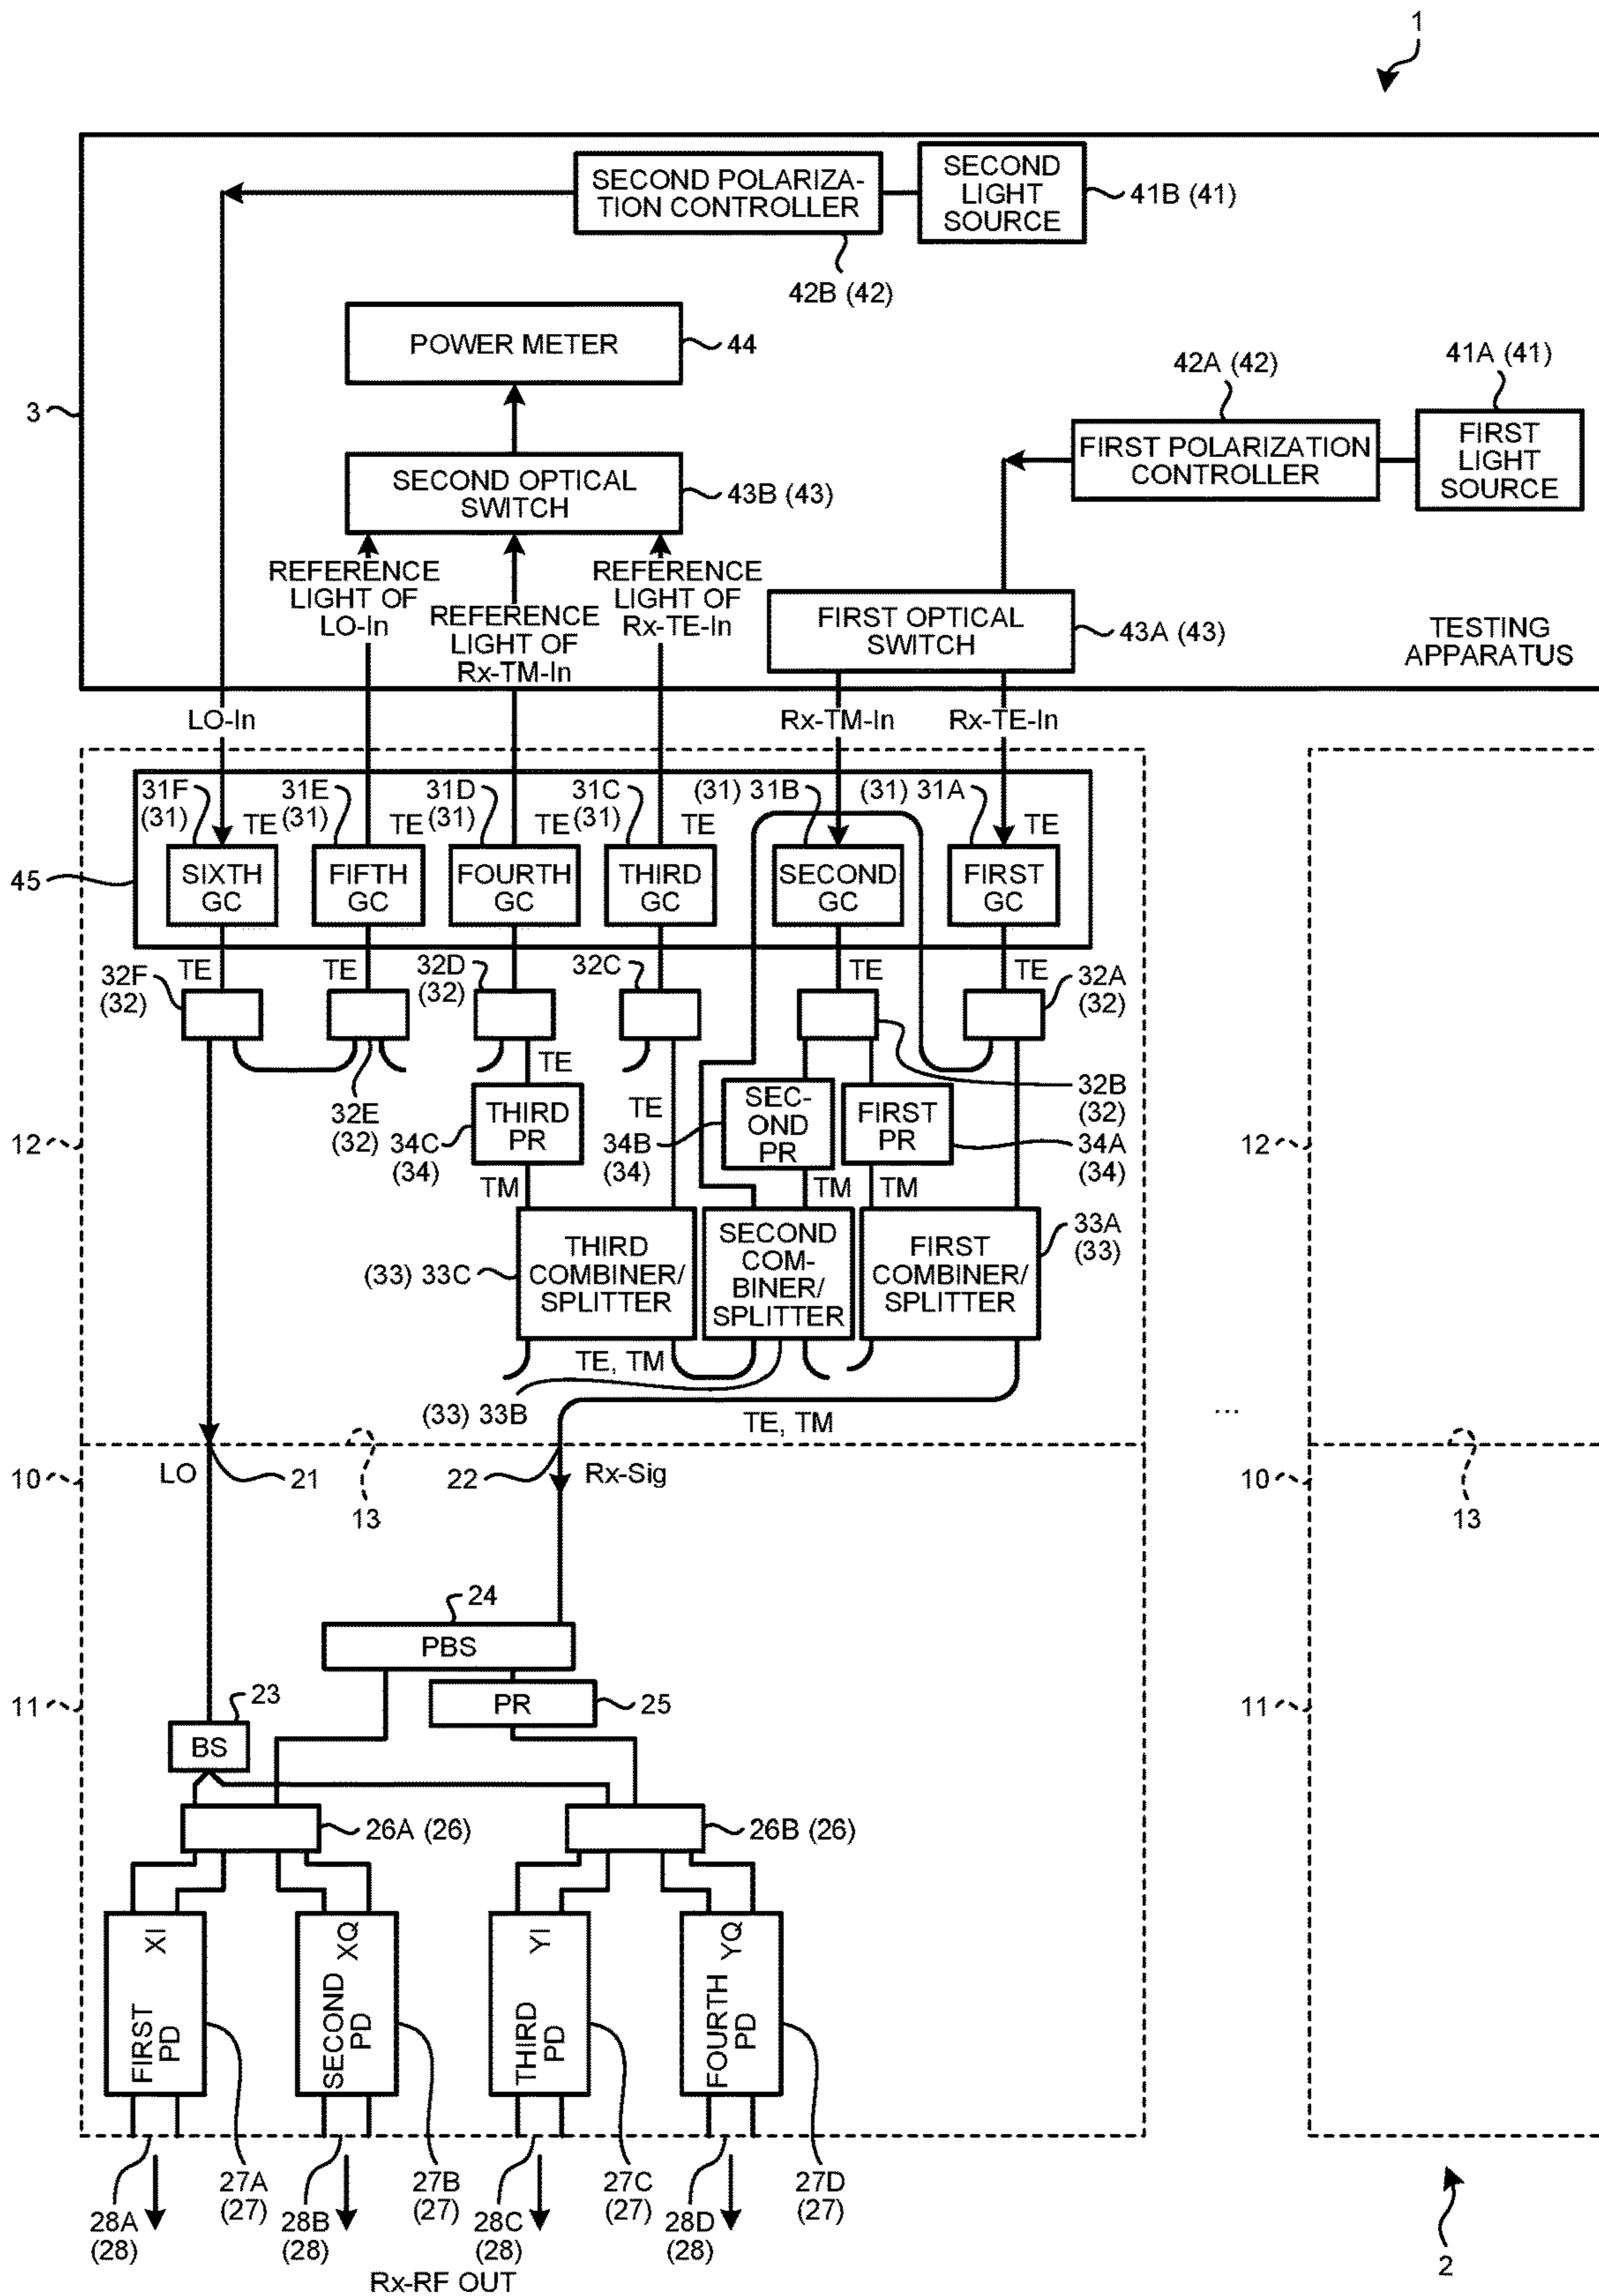 1
SECOND POLARIZA-
TION CONTROLLER
SECOND
LIGHT
SOURCE
41B (41)
42B (42)
POWER METER
44
42A (42)
41A (41)
3
FIRST POLARIZATION
CONTROLLER
FIRST
LIGHT
SOURCE
SECOND OPTICAL
SWITCH
43B (43)
REFERENCE
LIGHT OF
LO-In
REFERENCE
LIGHT OF
Rx-TM-In
REFERENCE
LIGHT OF
Rx-TE-In
FIRST OPTICAL
SWITCH
43A (43)
TESTING
APPARATUS
LO-In
Rx-TM-In
Rx-TE-In
31F
(31)
TE
31E
(31)
TE
31D
(31)
TE
31C
(31)
TE
(31) 31B
(31) 31A
TE
45
SIXTH
GC
FIFTH
GC
FOURTH
GC
THIRD
GC
SECOND
GC
FIRST
GC
32F
(32)
TE
TE
32D
(32)
32C
TE
TE
32A
(32)
TE
32E
(32)
THIRD
PR
34C
(34)
TE
34B
(34)
SEC-
OND
PR
FIRST
PR
32B
(32)
34A
(34)
12
12
TM
TM
TM
(33) 33C
THIRD
COMBINER/
SPLITTER
SECOND
COM-
BINER/
SPLITTER
FIRST
COMBINER/
SPLITTER
33A
(33)
TE, TM
(33) 33B
TE, TM
...
10
LO
21
13
22
Rx-Sig
10
13
24
PBS
11
23
PR
25
11
BS
26A (26)
26B (26)
XI
FIRST
PD
XQ
SECOND
PD
YI
THIRD
PD
YQ
FOURTH
PD
28A
(28)
27A
(27)
28B
(28)
27B
(27)
28C
(28)
27C
(27)
28D
(28)
27D
(27)
2
Rx-RF OUT